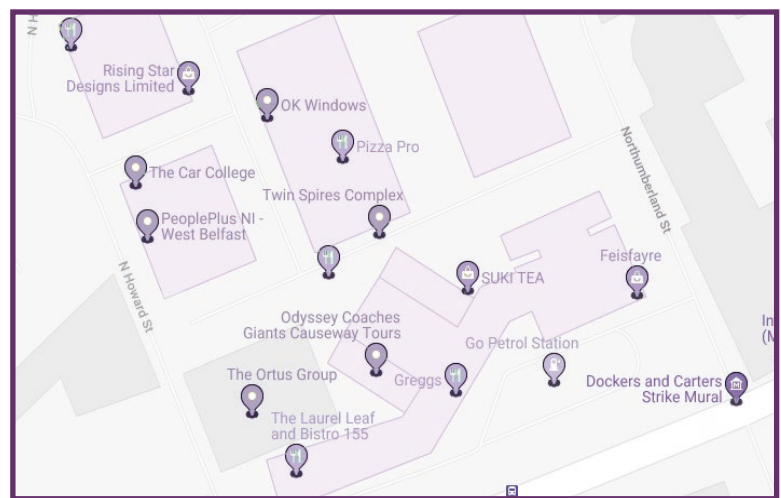 N H
Rising Star
Designs Limited
OK Windows
Pizza Pro
The Car College
Twin Spires Complex
PeoplePlus NI -
West Belfast
Northumberland St
N Howard St
SUKI TEA
Feisfayre
Odyssey Coaches
Giants Causeway Tours
Go Petrol Station
Greggs
The Ortus Group
Dockers and Carters
Strike Mural
In
(M
The Laurel Leaf
and Bistro 155